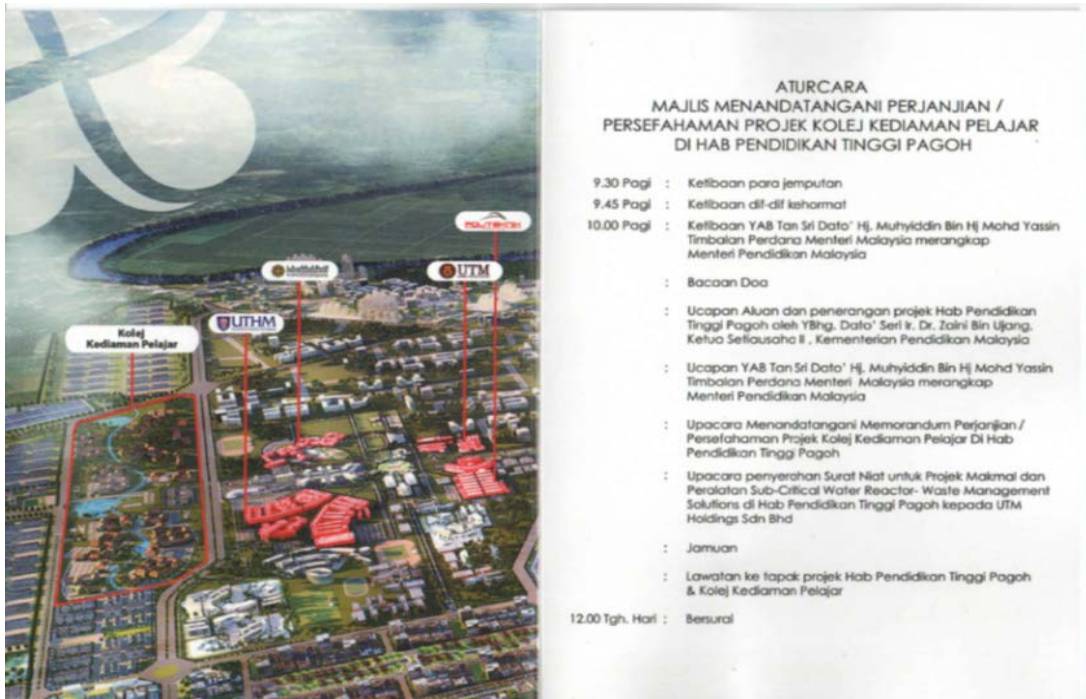 POLITEKNIK
UTM
UTHM
Kolej
Kediaman Pelajar
ATURCARA
MAJLIS MENANDATANGANI PERJANJIAN /
PERSEFAHAMAN PROJEK KOLEJ KEDIAMAN PELAJAR
DI HAB PENDIDIKAN TINGGI PAGOH
9.30 Pagi : Ketibaan para jemputan
9.45 Pagi : Ketibaan dif-dif kehormat
10.00 Pagi : Ketibaan YAB Tan Sri Dato' Hj. Muhyiddin Bin Hj Mohd Yassin
Timbalan Perdana Menteri Malaysia merangkap
Menteri Pendidikan Malaysia
: Bacaan Doa
: Ucapan Aluan dan penerangan projek Hab Pendidikan
Tinggi Pagoh oleh YBhg. Dato' Seri Ir. Dr. Zaini Bin Ujang,
Ketua Setiausaha II , Kementerian Pendidikan Malaysia
: Ucapan YAB Tan Sri Dato' Hj. Muhyiddin Bin Hj Mohd Yassin
Timbalan Perdana Menteri Malaysia merangkap
Menteri Pendidikan Malaysia
: Upacara Menandatangani Memorandum Perjanjian /
Persefahaman Projek Kolej Kediaman Pelajar Di Hab
Pendidikan Tinggi Pagoh
: Upacara penyerahan Surat Niat untuk Projek Makmal dan
Peralatan Sub-Critical Water Reactor- Waste Management
Solutions di Hab Pendidikan Tinggi Pagoh kepada UTM
Holdings Sdn Bhd
: Jamuan
: Lawatan ke tapak projek Hab Pendidikan Tinggi Pagoh
& Kolej Kediaman Pelajar
12.00 Tgh. Hari : Bersurai